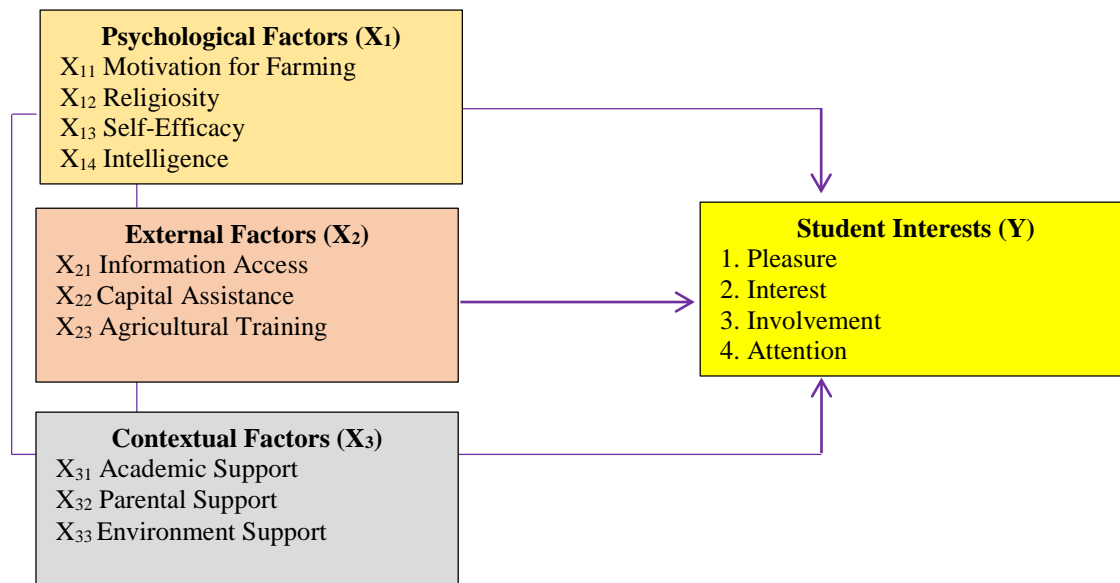 Psychological Factors (X₁)
X₁₁ Motivation for Farming
X₁₂ Religiosity
X₁₃ Self-Efficacy
X₁₄ Intelligence
External Factors (X₂)
X₂₁ Information Access
X₂₂ Capital Assistance
X₂₃ Agricultural Training
Contextual Factors (X₃)
X₃₁ Academic Support
X₃₂ Parental Support
X₃₃ Environment Support
Student Interests (Y)
1. Pleasure
2. Interest
3. Involvement
4. Attention